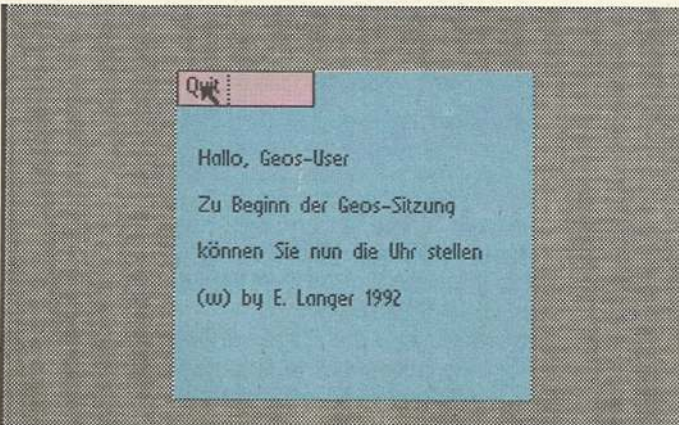 Quit
Hallo, Geos-User
Zu Beginn der Geos-Sitzung
können Sie nun die Uhr stellen
(w) by E. Langer 1992